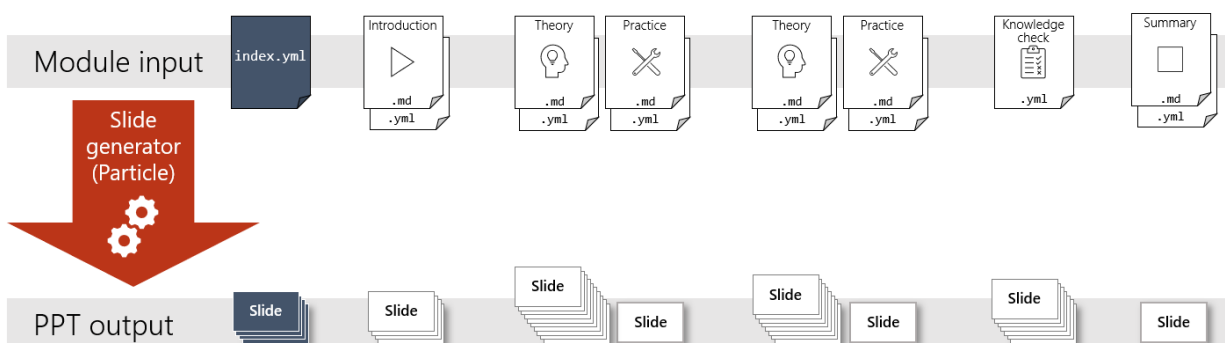 Module input
index.yml
Introduction
.md
.yml
Theory
.md
.yml
Practice
.md
.yml
Theory
.md
.yml
Practice
.md
.yml
Knowledge
check
.yml
Summary
.md
.yml
Slide
generator
(Particle)
PPT output
Slide
Slide
Slide
Slide
Slide
Slide
Slide
Slide